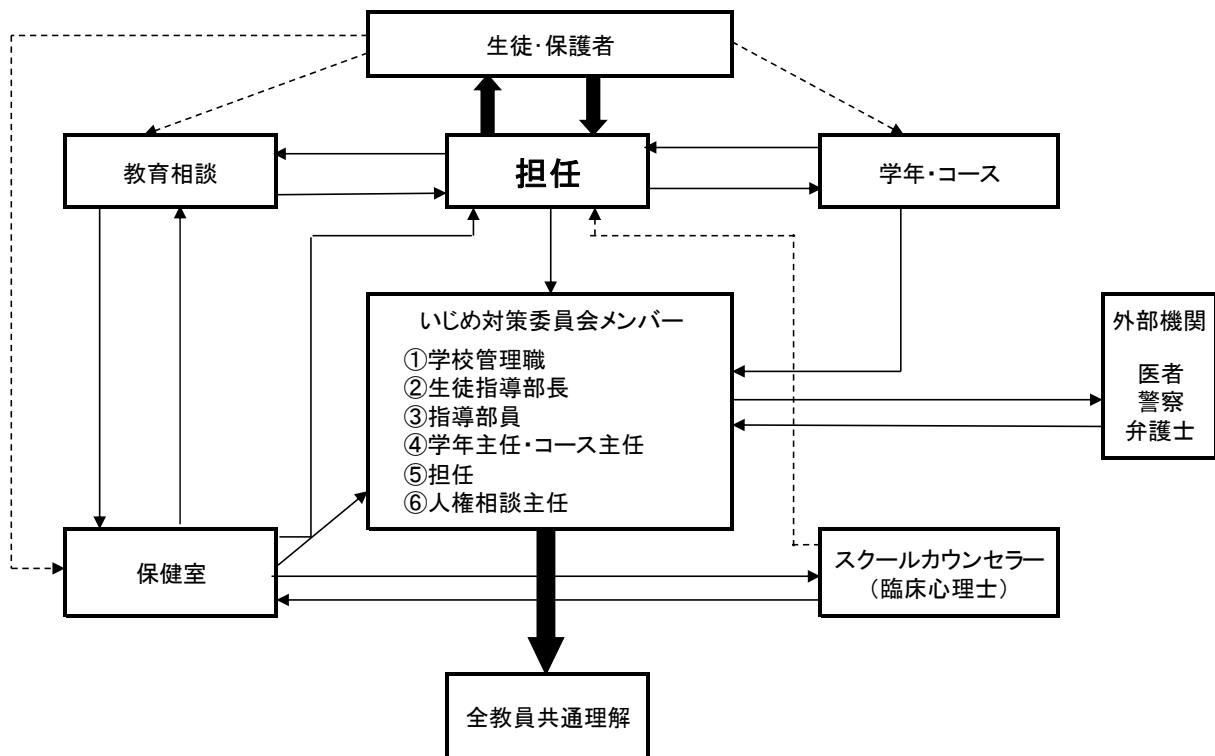 生徒・保護者
教育相談
担任
学年・コース
いじめ対策委員会メンバー
①学校管理職
②生徒指導部長
③指導部員
④学年主任・コース主任
⑤担任
⑥人権相談主任
外部機関
医者
警察
弁護士
保健室
スクールカウンセラー
（臨床心理士）
全教員共通理解